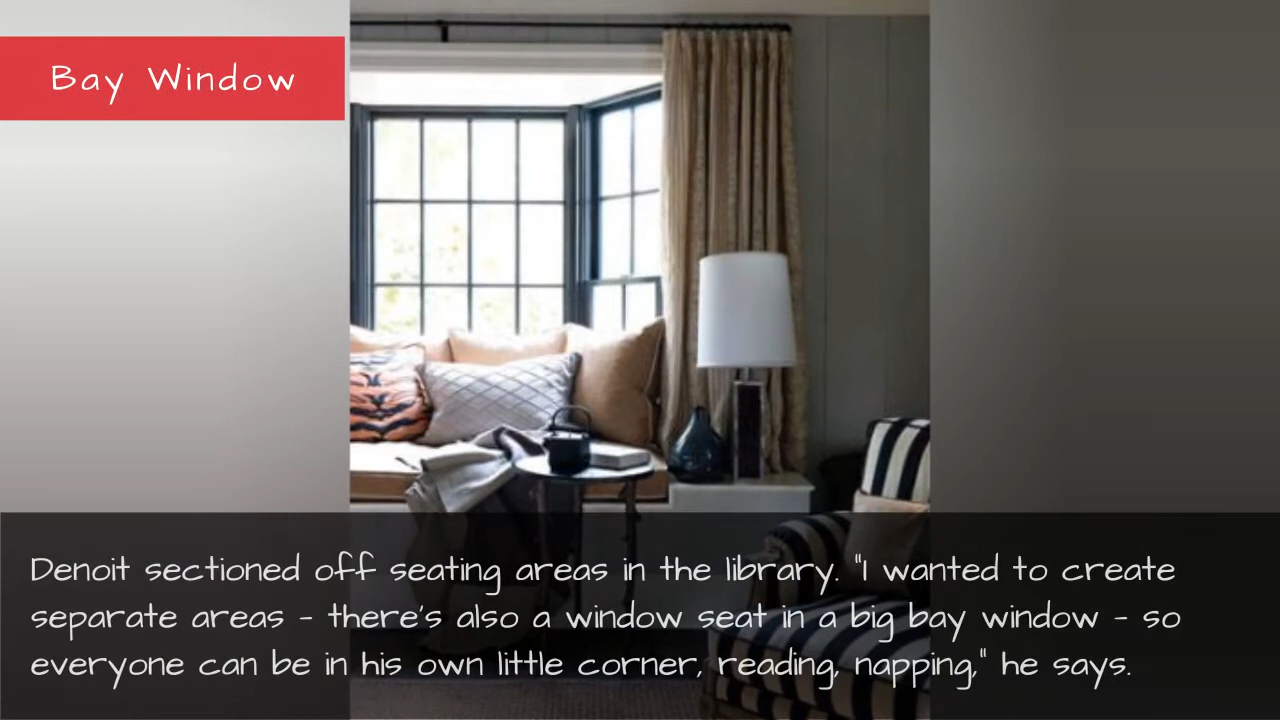 Bay Window
Denoit sectioned off seating areas in the library. "I wanted to create
separate areas - there's also a window seat in a big bay window - so
everyone can be in his own little corner, reading, napping," he says.